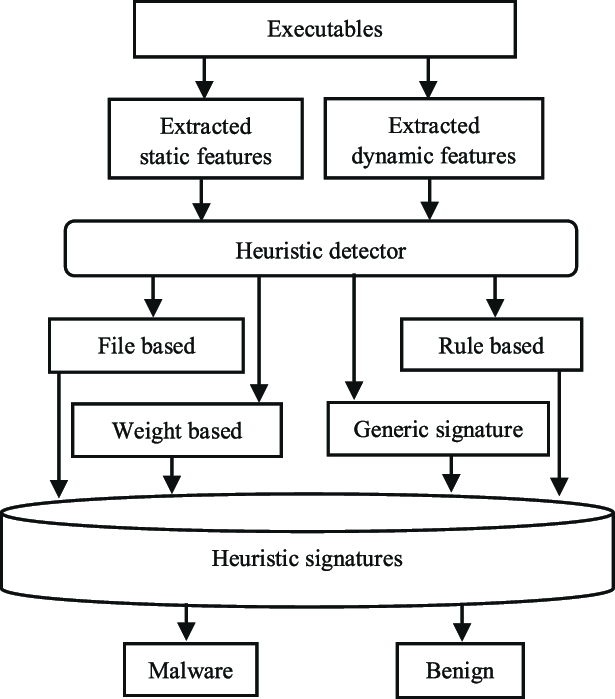 Executables
Extracted
static features
Extracted
dynamic features
Heuristic detector
File based
Rule based
Weight based
Generic signature
Heuristic signatures
Malware
Benign